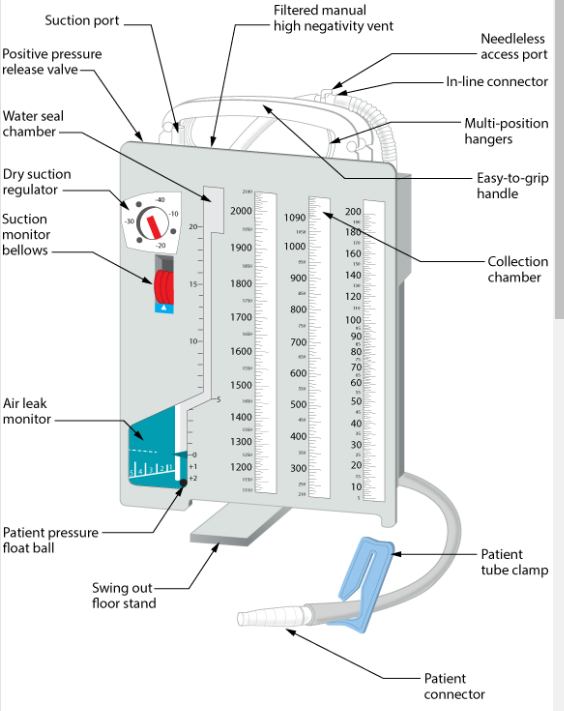 Suction port
Filtered manual
high negativity vent
Needleless
access port
Positive pressure
release valve
In-line connector
Water seal
chamber
Multi-position
hangers
Dry suction
regulator
Easy-to-grip
handle
Suction
monitor
bellows
Collection
chamber
-40
-30
-10
-20
20
15
10
5
0
+1
+2
5 4 3 2 1
2000
1900
1800
1700
1600
1500
1400
1300
1200
1090
1000
900
800
700
600
500
400
300
200
180
160
140
120
100
90
80
70
60
50
40
30
20
10
Air leak
monitor
Patient pressure
float ball
Swing out
floor stand
Patient
tube clamp
Patient
connector